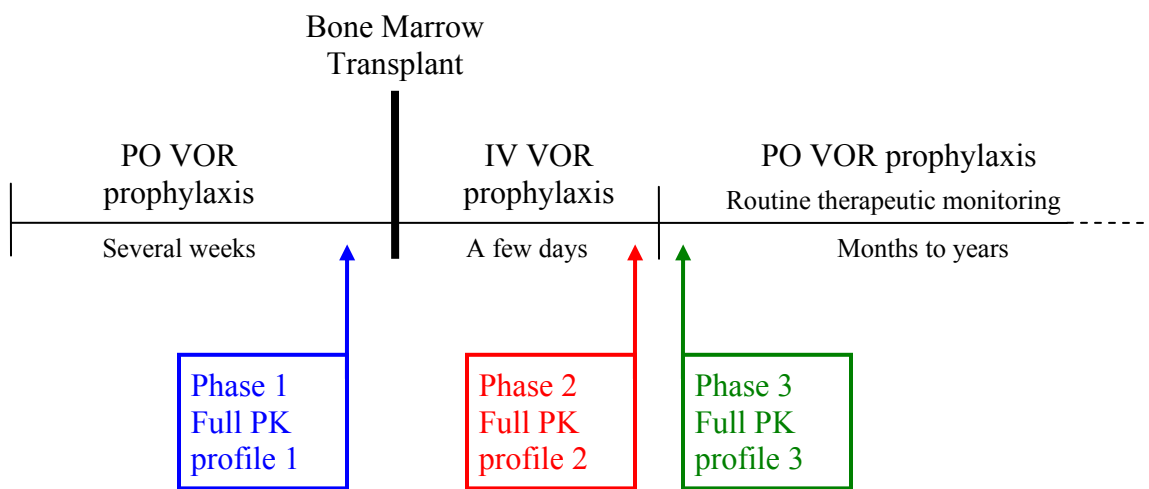 Bone Marrow
Transplant
PO VOR
prophylaxis
IV VOR
prophylaxis
PO VOR prophylaxis
Routine therapeutic monitoring
Several weeks
A few days
Months to years
Phase 1
Full PK
profile 1
Phase 2
Full PK
profile 2
Phase 3
Full PK
profile 3